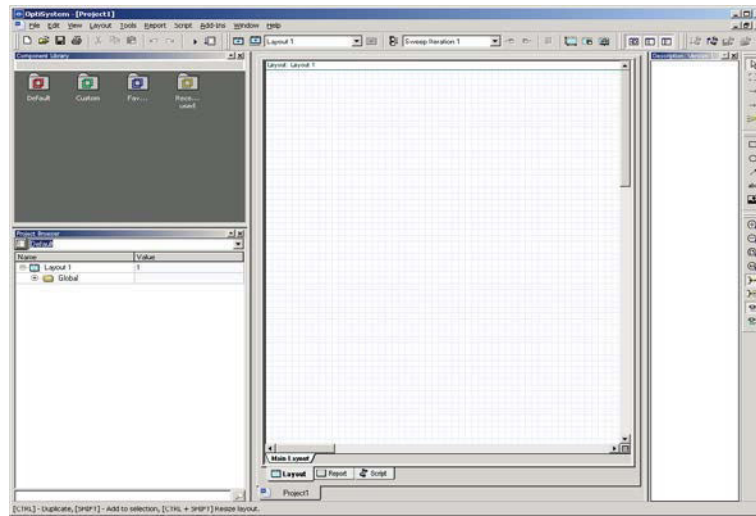 OptiSystem - [Project1]
File Edit View Layout Tools Report Script Add-Ins Window Help
Layout 1
Sweep Iteration 1
Component Library
Default Custom Fav... Rece... used
Project Browser
Default
Name Value
Layout 1 1
Global
Layout: Layout 1
Main Layout
Layout Report Script
Project1
[CTRL] - Duplicate, [SHIFT] - Add to selection, [CTRL + SHIFT] Resize layout.